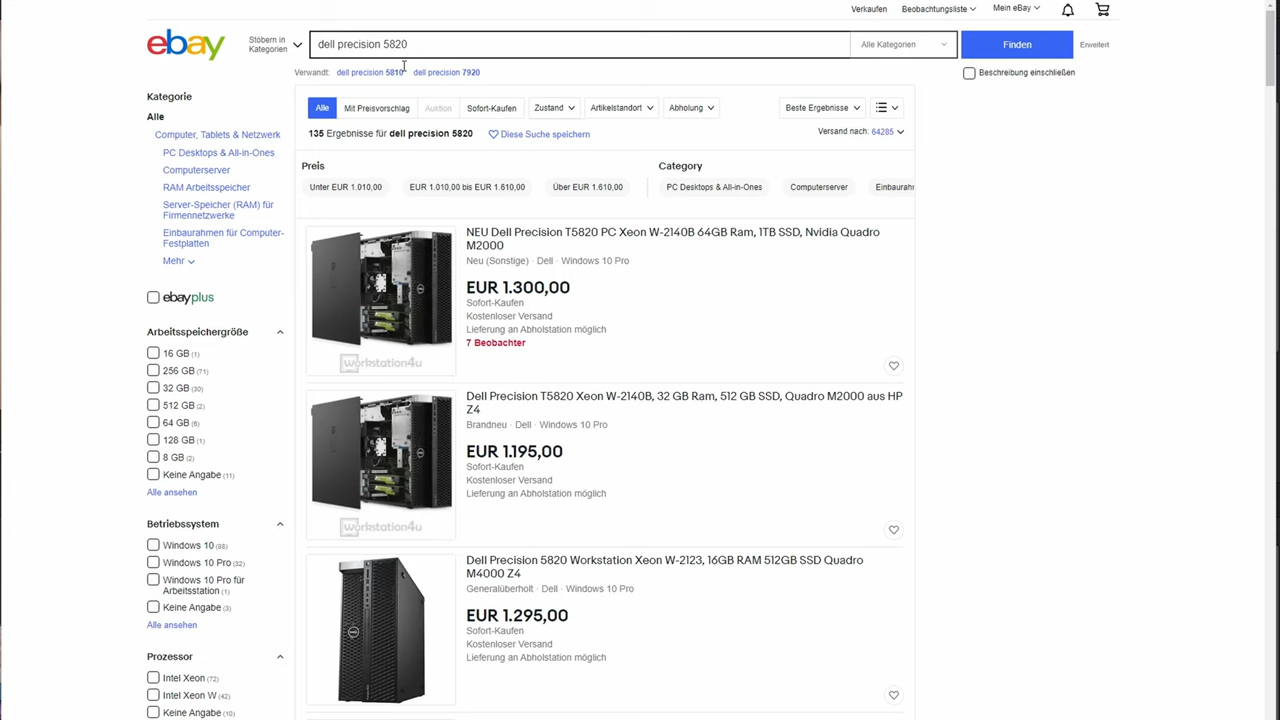 Verkaufen
Beobachtungsliste
Mein eBay
ebay
Stöbern in
Kategorien
dell precision 5820
Alle Kategorien
Finden
Erweitert
Verwandt:
dell precision 5810
dell precision 7920
Beschreibung einschließen
Kategorie
Alle
Computer, Tablets & Netzwerk
PC Desktops & All-in-Ones
Computerserver
RAM Arbeitsspeicher
Server-Speicher (RAM) für
Firmennetzwerke
Einbaurahmen für Computer-
Festplatten
Mehr
ebayplus
Arbeitsspeichergröße
16 GB (1)
256 GB (71)
32 GB (30)
512 GB (2)
64 GB (6)
128 GB (1)
8 GB (2)
Keine Angabe (11)
Alle ansehen
Betriebssystem
Windows 10 (88)
Windows 10 Pro (32)
Windows 10 Pro für
Arbeitsstation (1)
Keine Angabe (3)
Alle ansehen
Prozessor
Intel Xeon (72)
Intel Xeon W (42)
Keine Angabe (10)
Alle
Mit Preisvorschlag
Auktion
Sofort-Kaufen
Zustand
Artikelstandort
Abholung
Beste Ergebnisse
135 Ergebnisse für dell precision 5820
Diese Suche speichern
Versand nach: 64285
Preis
Unter EUR 1.010,00
EUR 1.010,00 bis EUR 1.610,00
Über EUR 1.610,00
Category
PC Desktops & All-in-Ones
Computerserver
Einbaurahm
NEU Dell Precision T5820 PC Xeon W-2140B 64GB Ram, 1TB SSD, Nvidia Quadro
M2000
Neu (Sonstige) · Dell · Windows 10 Pro
EUR 1.300,00
Sofort-Kaufen
Kostenloser Versand
Lieferung an Abholstation möglich
7 Beobachter
workstation4u
Dell Precision T5820 Xeon W-2140B, 32 GB Ram, 512 GB SSD, Quadro M2000 aus HP
Z4
Brandneu · Dell · Windows 10 Pro
EUR 1.195,00
Sofort-Kaufen
Kostenloser Versand
Lieferung an Abholstation möglich
workstation4u
Dell Precision 5820 Workstation Xeon W-2123, 16GB RAM 512GB SSD Quadro
M4000 Z4
Generalüberholt · Dell · Windows 10 Pro
EUR 1.295,00
Sofort-Kaufen
Kostenloser Versand
Lieferung an Abholstation möglich